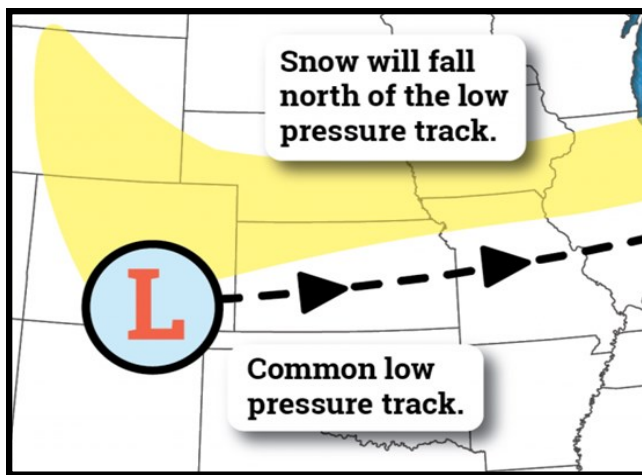 Snow will fall
north of the low
pressure track.
L
Common low
pressure track.